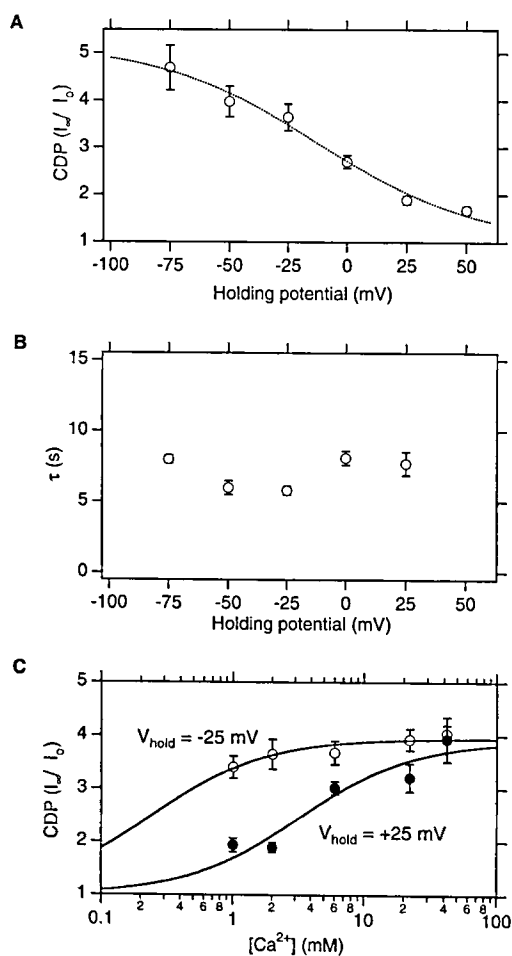 A
CDP (I∞/ I₀)
5
4
3
2
1
-100 -75 -50 -25 0 25 50
Holding potential (mV)
B
τ (s)
15
10
5
0
-100 -75 -50 -25 0 25 50
Holding potential (mV)
C
CDP (I∞/ I₀)
5
4
3
2
1
V_hold = -25 mV
V_hold = +25 mV
0.1 2 4 6 8 1 2 4 6 8 10 2 4 6 8 100
[Ca²⁺] (mM)